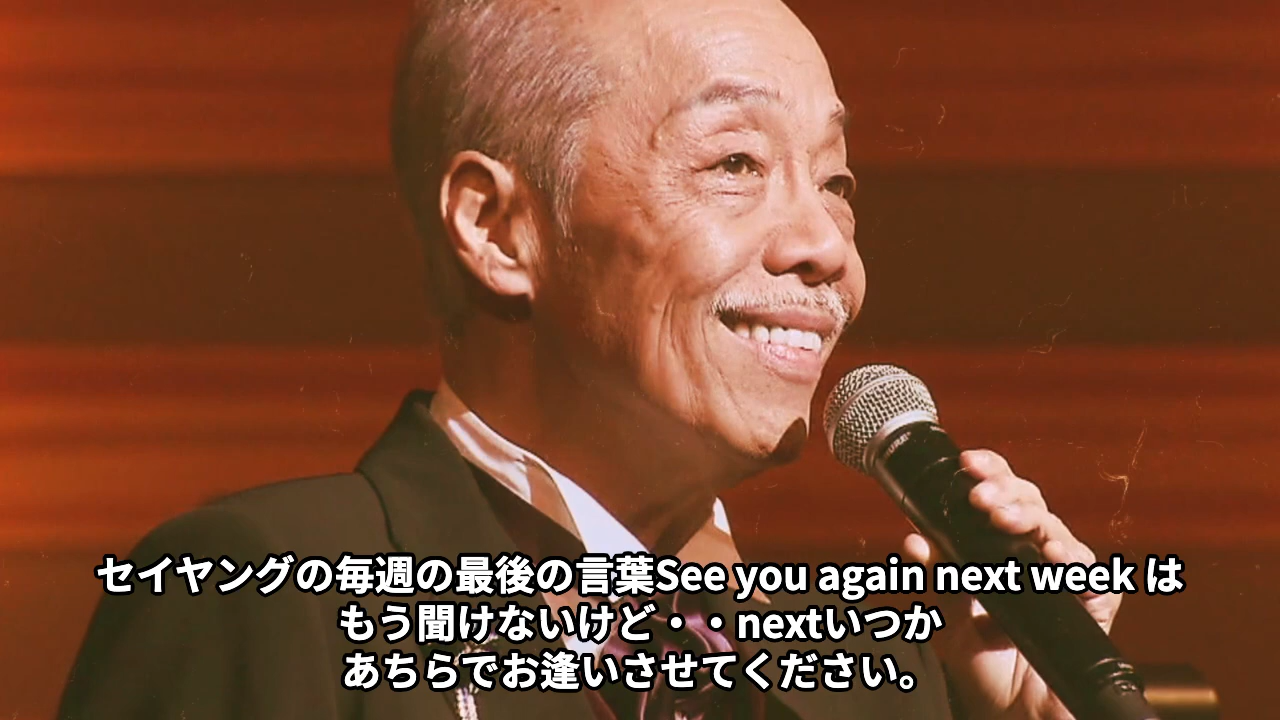 セイヤングの毎週の最後の言葉See you again next week は
もう聞けないけど・・nextいつか
あちらでお逢いさせてください。